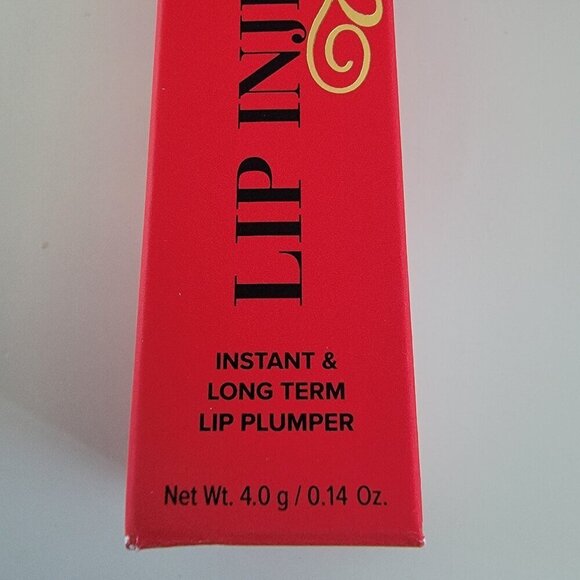 LIP
INSTANT &
LONG TERM
LIP PLUMPER
Net Wt. 4.0 g / 0.14 Oz.